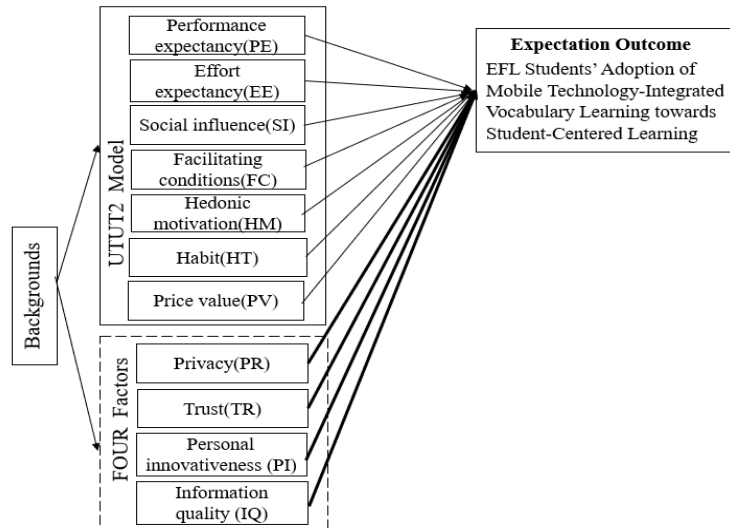 Backgrounds
UTUT2 Model
Performance
expectancy(PE)
Effort
expectancy(EE)
Social influence(SI)
Facilitating
conditions(FC)
Hedonic
motivation(HM)
Habit(HT)
Price value(PV)
FOUR Factors
Privacy(PR)
Trust(TR)
Personal
innovativeness (PI)
Information
quality (IQ)
Expectation Outcome
EFL Students’ Adoption of
Mobile Technology-Integrated
Vocabulary Learning towards
Student-Centered Learning